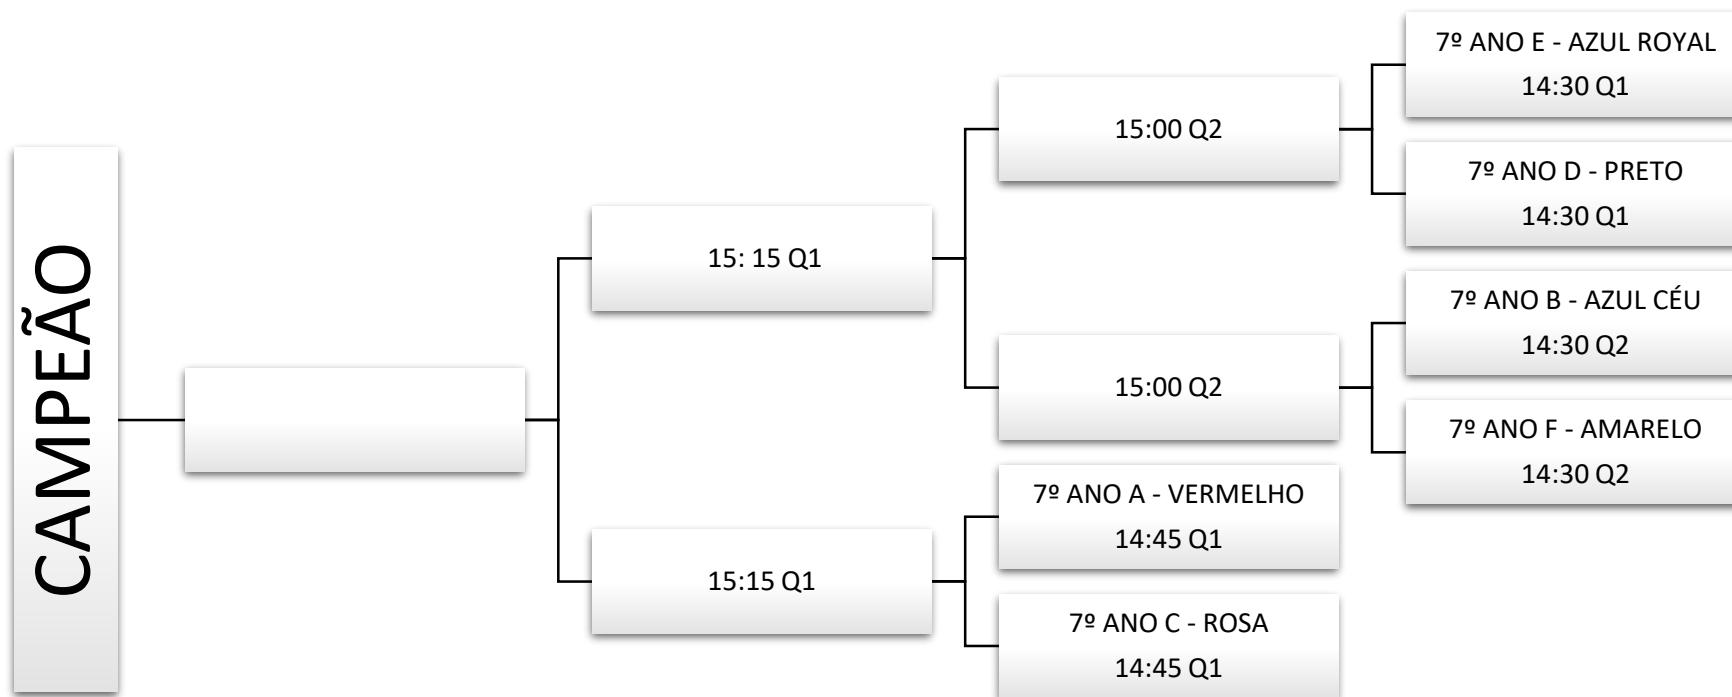 CAMPEÃO
15: 15 Q1
15:00 Q2
7º ANO E - AZUL ROYAL
14:30 Q1
7º ANO D - PRETO
14:30 Q1
15:00 Q2
7º ANO B - AZUL CÉU
14:30 Q2
7º ANO F - AMARELO
14:30 Q2
15:15 Q1
7º ANO A - VERMELHO
14:45 Q1
7º ANO C - ROSA
14:45 Q1